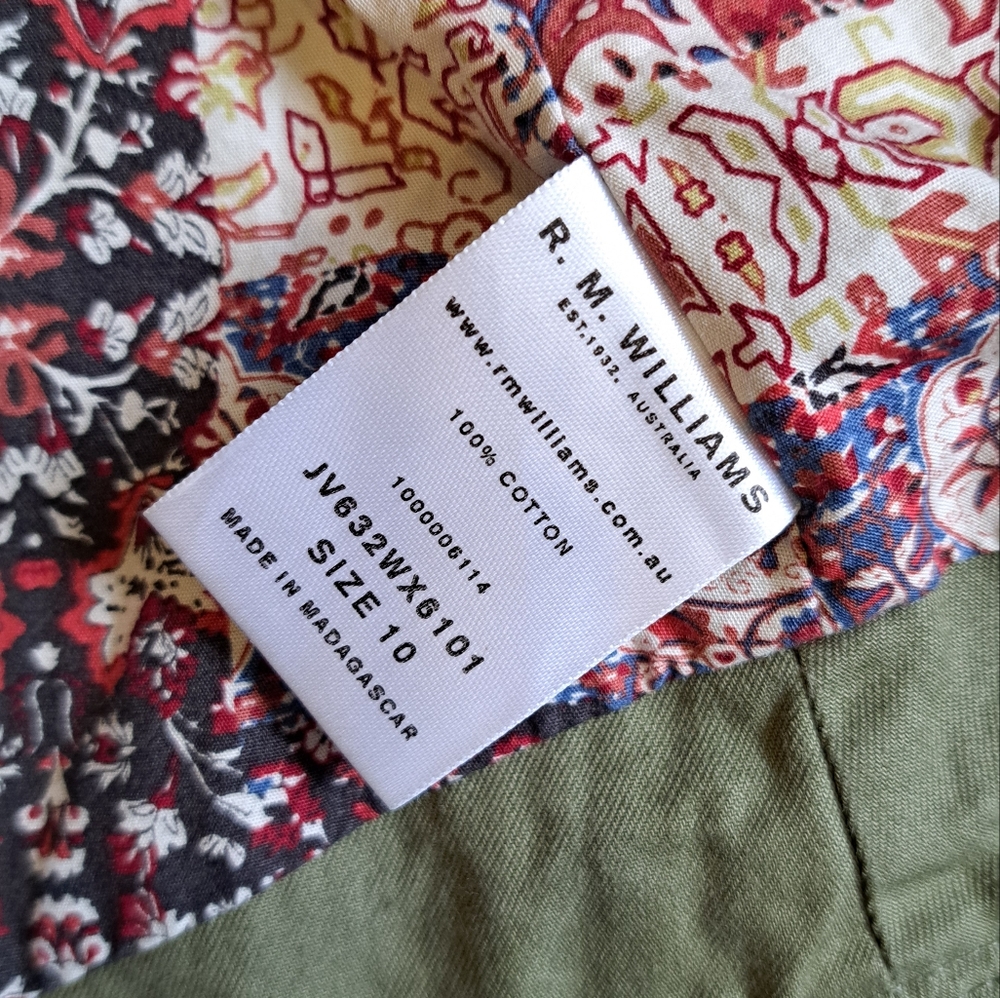 R. M. WILLIAMS
EST.1932. AUSTRALIA
www.rmwilliams.com.au
100% COTTON
1000006114
JV632WX6101
SIZE 10
MADE IN MADAGASCAR